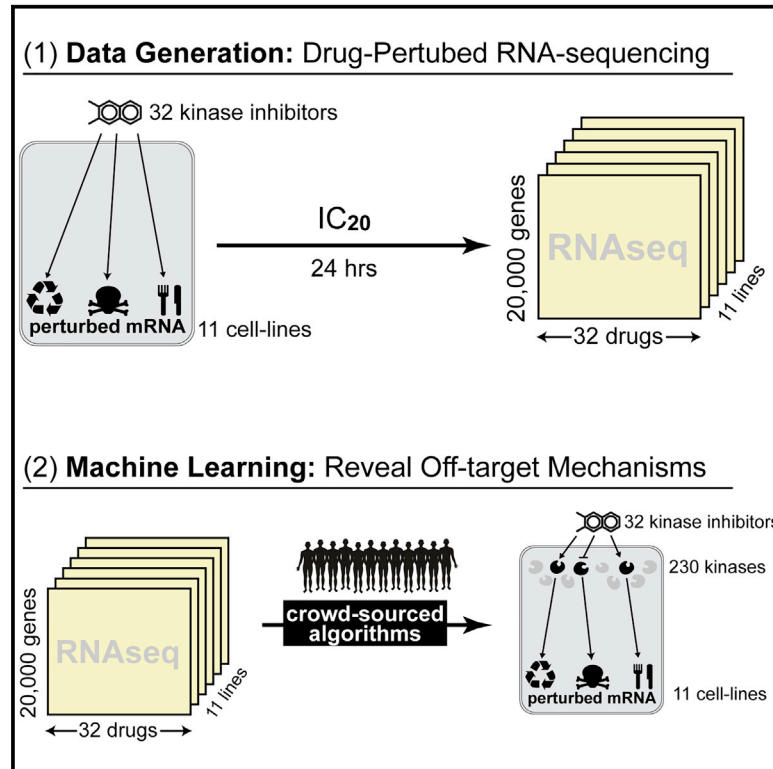 (1) Data Generation: Drug-Pertubed RNA-sequencing
32 kinase inhibitors
IC20
24 hrs
perturbed mRNA
11 cell-lines
20,000 genes
RNAseq
11 lines
32 drugs
(2) Machine Learning: Reveal Off-target Mechanisms
20,000 genes
RNAseq
11 lines
32 drugs
crowd-sourced
algorithms
32 kinase inhibitors
230 kinases
perturbed mRNA
11 cell-lines